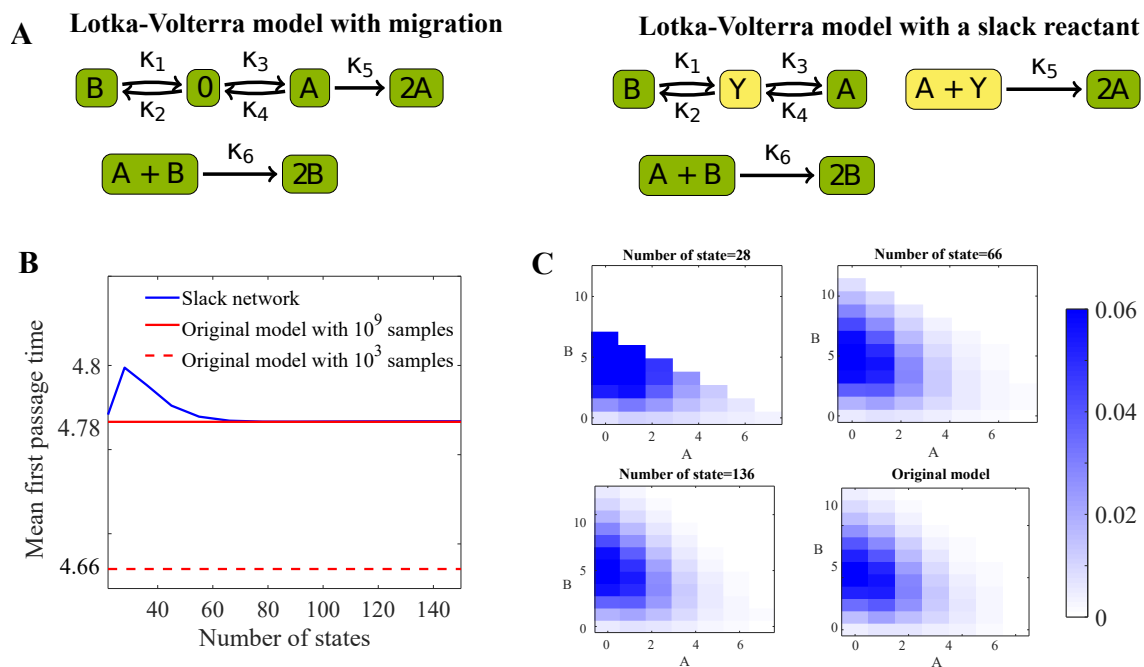 A
Lotka-Volterra model with migration
B κ1 κ2 0 κ3 κ4 A κ5 2A
A + B κ6 2B
Lotka-Volterra model with a slack reactant
B κ1 κ2 Y κ3 κ4 A
A + Y κ5 2A
A + B κ6 2B
B
Slack network
Original model with 10^9 samples
Original model with 10^3 samples
Mean first passage time
4.8
4.78
4.66
40 60 80 100 120 140
Number of states
C
Number of state=28
10
B 5
0
0 2 4 6
A
Number of state=66
10
B 5
0
0 2 4 6
A
Number of state=136
10
5
B
0
0 2 4 6
A
Original model
10
5
B
0
0 2 4 6
A
0.06
0.04
0.02
0